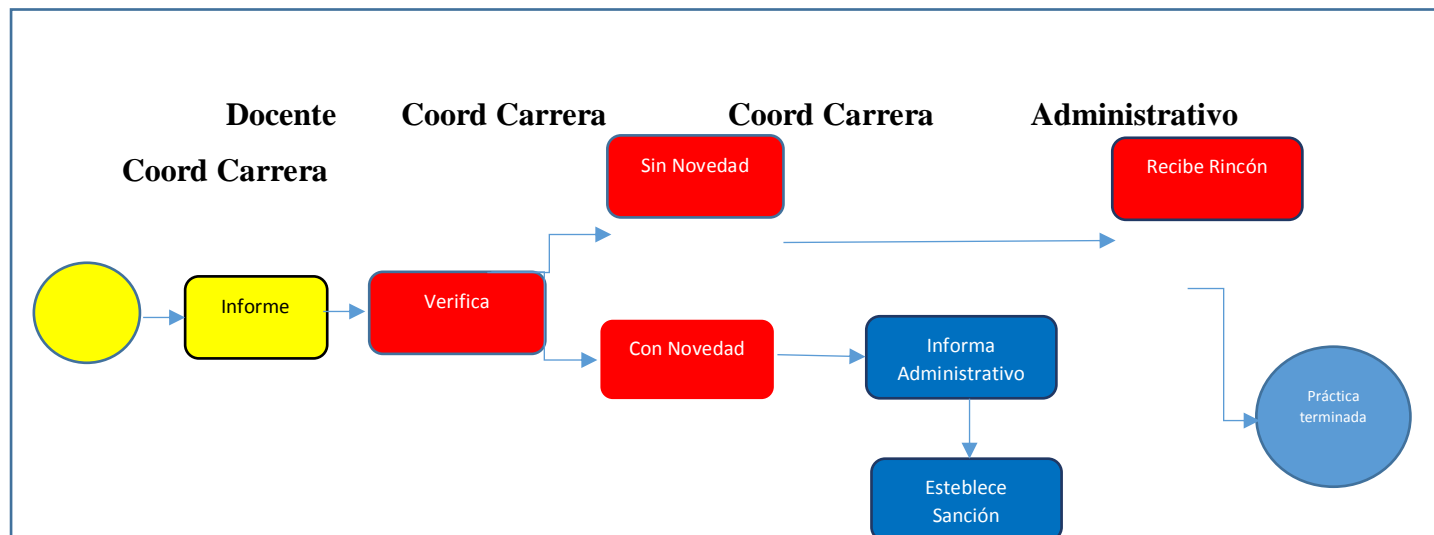 Docente Coord Carrera Coord Carrera Administrativo
Coord Carrera
Sin Novedad
Recibe Rincón
Informe
Verifica
Con Novedad
Informa
Administrativo
Práctica
terminada
Esteblece
Sanción